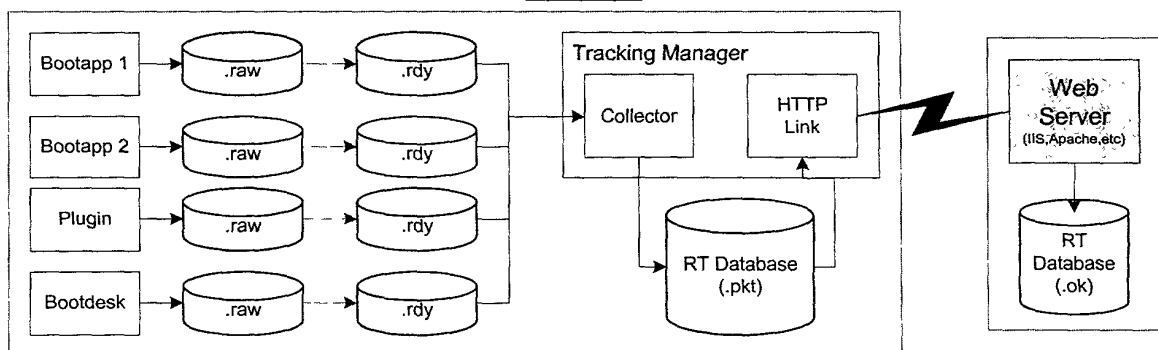 Bootapp 1
.raw
.rdy
Bootapp 2
.raw
.rdy
Plugin
.raw
.rdy
Bootdesk
.raw
.rdy
Tracking Manager
Collector
HTTP
Link
RT Database
(.pkt)
Web
Server
(IIS,Apache,etc)
RT
Database
(.ok)